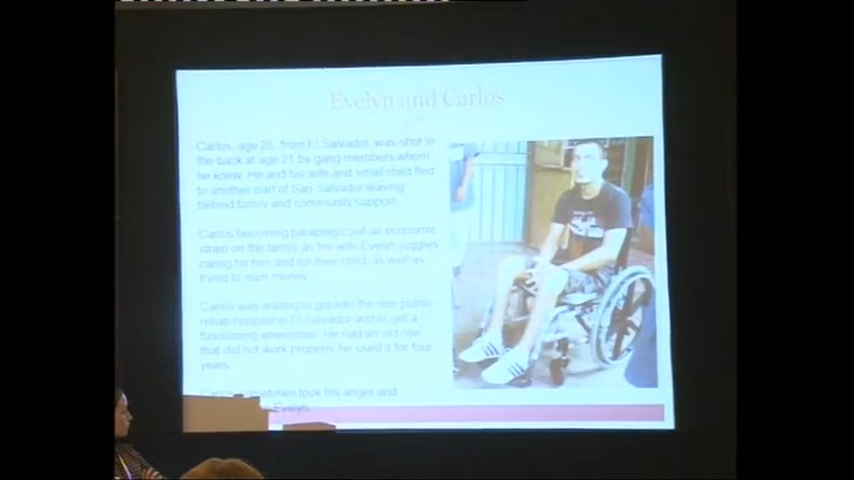 Evelyn and Carlos
Carlos, age 25, from El Salvador, was shot in
the back at age 21 by gang members whom
he knew. He and his wife and small child fled
to another part of San Salvador leaving
behind family and community support.
Carlos becoming paraplegic put an economic
strain on the family as his wife Evelyn juggles
caring for him and for their child, as well as
trying to earn money.
Carlos was waiting to get into the one public
rehab hospital in El Salvador and to get a
functioning wheelchair. He had an old one
that did not work properly; he used it for four
years.
Carlos sometimes took his anger and
Evelyn.